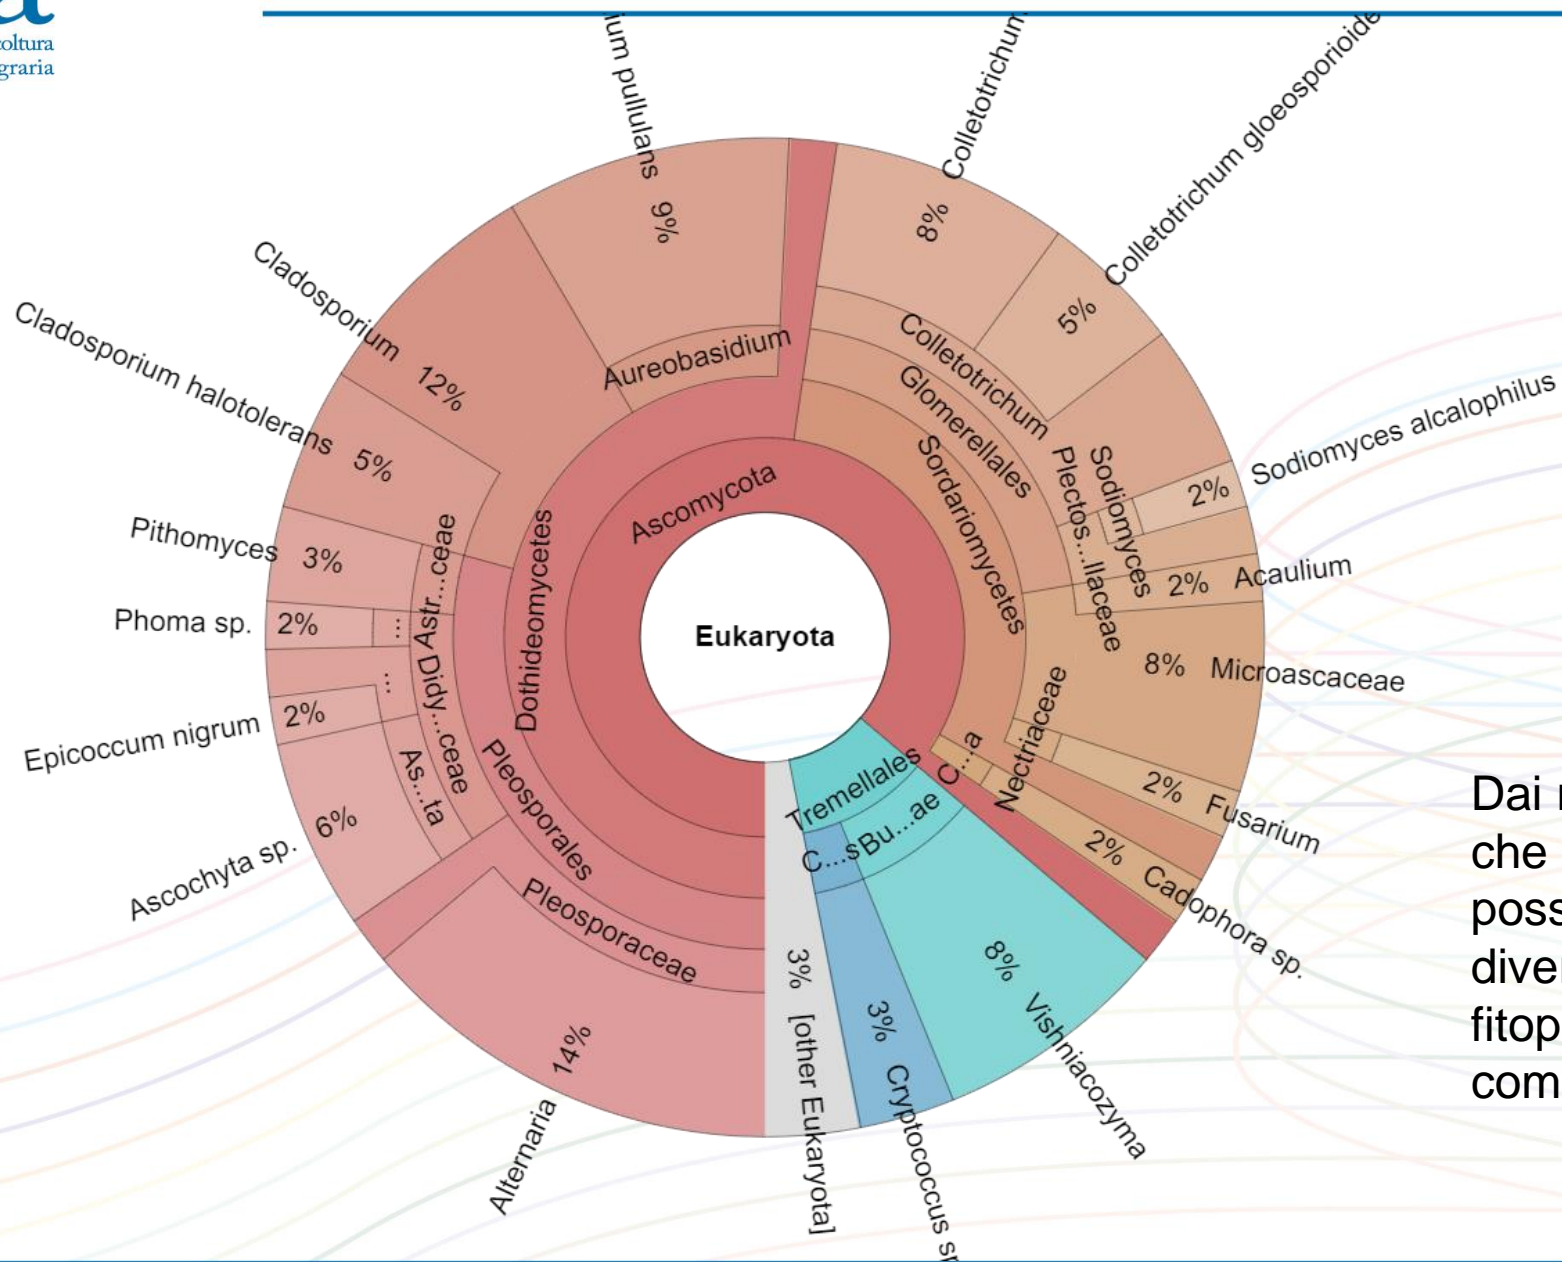 coltura
graria
ium pullulans 9%
Colletotrichum 8%
Colletotrichum gloeosporioide 5%
Cladosporium 12%
Cladosporium halotolerans 5%
Pithomyces 3%
Phoma sp. 2%
Epicoccum nigrum 2%
Ascochyta sp. 6%
Alternaria 14%
3% [other Eukaryota]
3% Cryptococcus sp
8% Vishniacozyma
2% Cadophora sp.
2% Fusarium
8% Microascaceae
2% Acaulium
2% Sodiomyces alcalophilus
Aureobasidium
Colletotrichum
Glomerellales
Sordariomycetes
Sodiomyces
Plectos...llaceae
Nectriaceae
C...a
Ascomycota
Dothideomycetes
Astr...ceae
Didy...ceae
...
...
As...ta
Pleosporales
Pleosporaceae
Tremellales
Bu...ae
C...s
Eukaryota
Dai
che
poss
diver
fitop
com